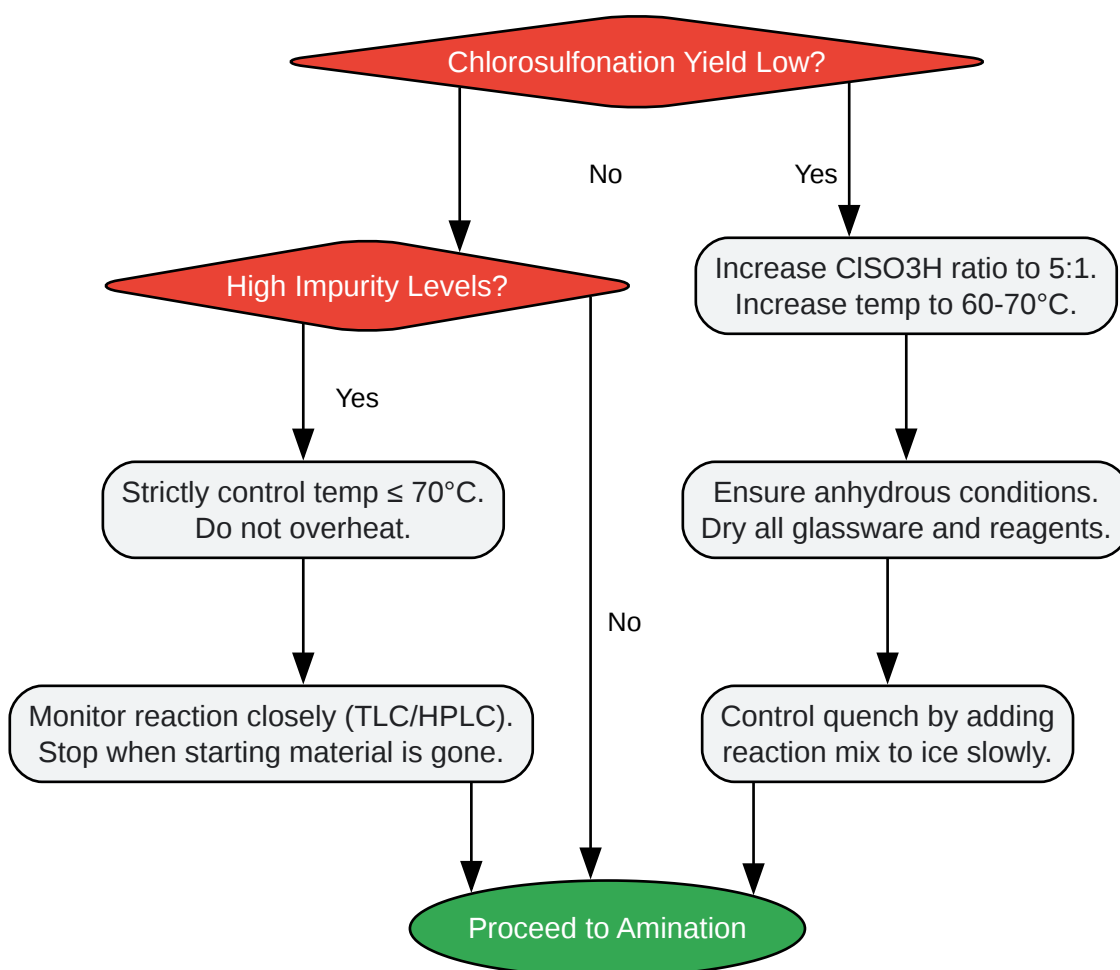 Chlorosulfonation Yield Low?
No
Yes
High Impurity Levels?
Increase ClSO3H ratio to 5:1.
Increase temp to 60-70°C.
Yes
Strictly control temp ≤ 70°C.
Do not overheat.
Ensure anhydrous conditions.
Dry all glassware and reagents.
No
Monitor reaction closely (TLC/HPLC).
Stop when starting material is gone.
Control quench by adding
reaction mix to ice slowly.
Proceed to Amination